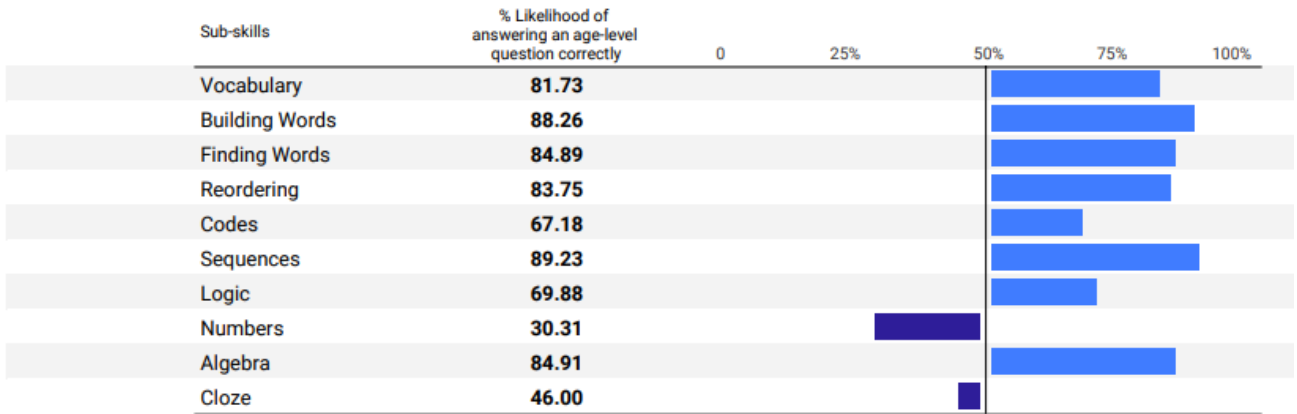 Sub-skills
% Likelihood of
answering an age-level
question correctly
0 25% 50% 75% 100%
Vocabulary 81.73
Building Words 88.26
Finding Words 84.89
Reordering 83.75
Codes 67.18
Sequences 89.23
Logic 69.88
Numbers 30.31
Algebra 84.91
Cloze 46.00